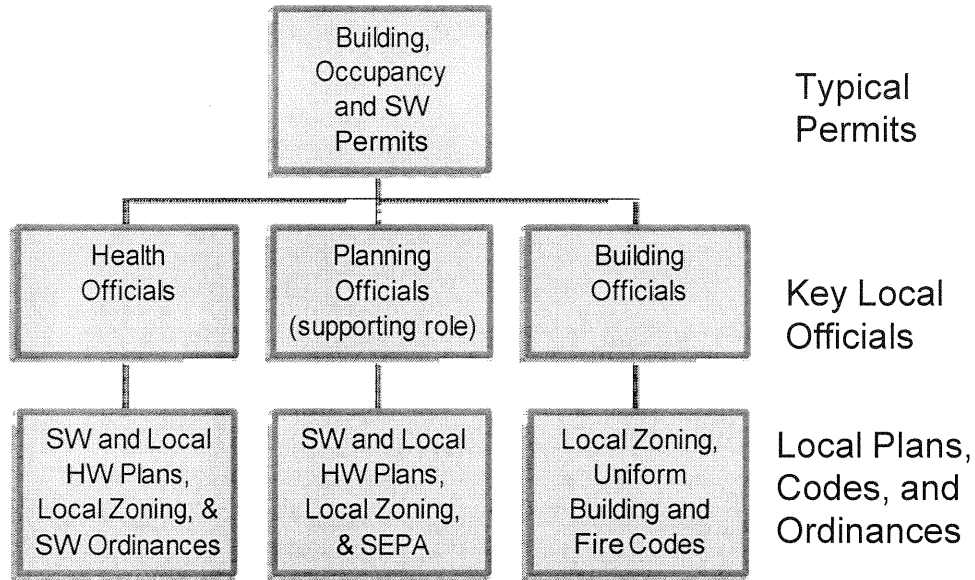 Building,
Occupancy
and SW
Permits
Typical
Permits
Health
Officials
Planning
Officials
(supporting role)
Building
Officials
Key Local
Officials
SW and Local
HW Plans,
Local Zoning, &
SW Ordinances
SW and Local
HW Plans,
Local Zoning,
& SEPA
Local Zoning,
Uniform
Building and
Fire Codes
Local Plans,
Codes, and
Ordinances